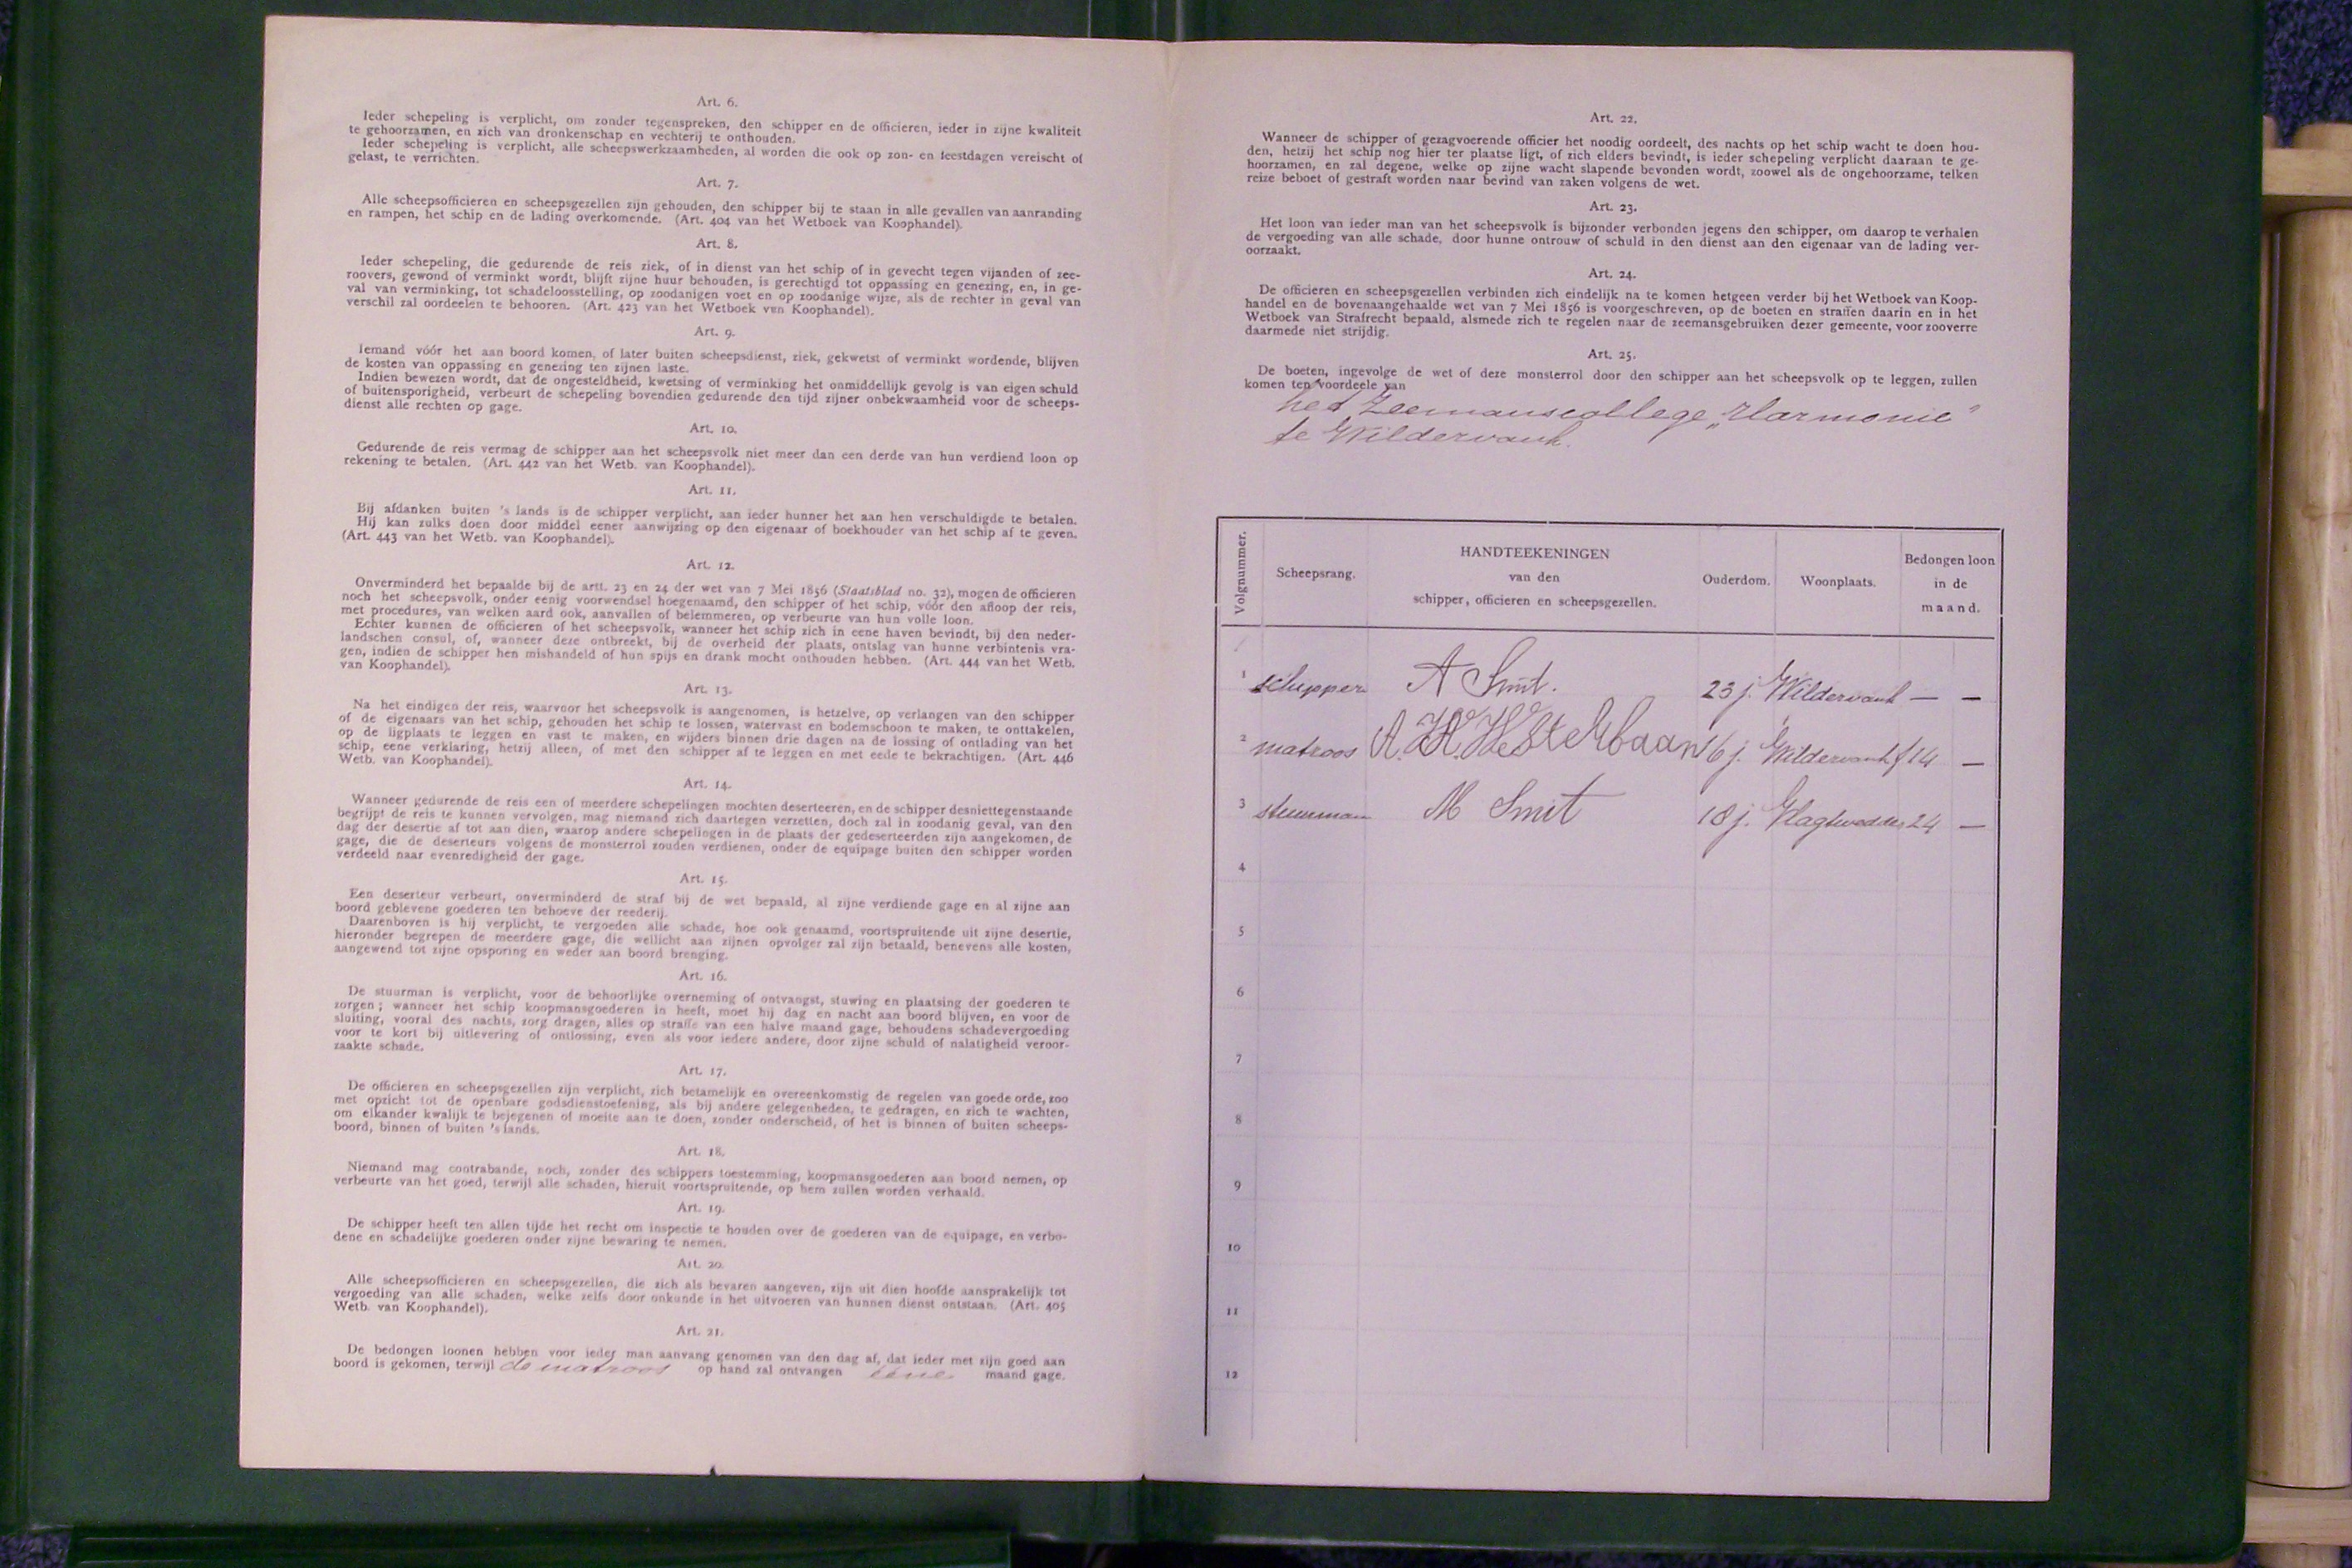 Art. 6.
Ieder schepeling is verplicht, om zonder tegenspreken, den schipper en de officieren, ieder in zijne kwaliteit
te gehoorzamen, en zich van dronkenschap en vechterij te onthouden.
Ieder schepeling is verplicht, alle scheepswerkzaamheden, al worden die ook op zon- en feestdagen vereischt of
gelast, te verrichten.
Art. 7.
Alle scheepsofficieren en scheepsgezellen zijn gehouden, den schipper bij te staan in alle gevallen van aanranding
en rampen, het schip en de lading overkomende. (Art. 404 van het Wetboek van Koophandel).
Art. 8.
Ieder schepeling, die gedurende de reis ziek, of in dienst van het schip of in gevecht tegen vijanden of zee-
roovers, gewond of verminkt wordt, blijft zijne huur behouden, is gerechtigd tot oppassing en genezing, en, in ge-
val van verminking, tot schadeloosstelling, op zoodanigen voet en op zoodanige wijze, als de rechter in geval van
verschil zal oordeelen te behooren. (Art. 423 van het Wetboek van Koophandel).
Art. 9.
Iemand vóór het aan boord komen, of later buiten scheepsdienst, ziek, gekwetst of verminkt wordende, blijven
de kosten van oppassing en genezing ten zijnen laste.
Indien bewezen wordt, dat de ongesteldheid, kwetsing of verminking het onmiddellijk gevolg is van eigen schuld
of buitensporigheid, verbeurt de schepeling bovendien gedurende den tijd zijner onbekwaamheid voor de scheeps-
dienst alle rechten op gage.
Art. 10.
Gedurende de reis vermag de schipper aan het scheepsvolk niet meer dan een derde van hun verdiend loon op
rekening te betalen. (Art. 442 van het Wetb. van Koophandel).
Art. 11.
Bij afdanken buiten 's lands is de schipper verplicht, aan ieder hunner het aan hen verschuldigde te betalen.
Hij kan zulks doen door middel eener aanwijzing op den eigenaar of boekhouder van het schip af te geven.
(Art. 443 van het Wetb. van Koophandel).
Art. 12.
Onverminderd het bepaalde bij de artt. 23 en 24 der wet van 7 Mei 1856 (Staatsblad no. 32), mogen de officieren
noch het scheepsvolk, onder eenig voorwendsel hoegenaamd, den schipper of het schip, vóór den afloop der reis,
met procedures, van welken aard ook, aanvallen of belemmeren, op verbeurte van hun volle loon.
Echter kunnen de officieren of het scheepsvolk, wanneer het schip zich in eene haven bevindt, bij den neder-
landschen consul, of, wanneer deze ontbreekt, bij de overheid der plaats, ontslag van hunne verbintenis vra-
gen, indien de schipper hen mishandeld of hun spijs en drank mocht onthouden hebben. (Art. 444 van het Wetb.
van Koophandel).
Art. 13.
Na het eindigen der reis, waarvoor het scheepsvolk is aangenomen, is hetzelve, op verlangen van den schipper
of de eigenaars van het schip, gehouden het schip te lossen, watervast en bodemschoon te maken, te onttakelen,
op de ligplaats te leggen en vast te maken, en wijders binnen drie dagen na de lossing of ontlading van het
schip, eene verklaring, hetzij alleen, of met den schipper af te leggen en met eede te bekrachtigen. (Art. 446
Wetb. van Koophandel).
Art. 14.
Wanneer gedurende de reis een of meerdere schepelingen mochten deserteeren, en de schipper desniettegenstaande
begrijpt de reis te kunnen vervolgen, mag niemand zich daartegen verzetten, doch zal in zoodanig geval, van den
dag der desertie af tot aan dien, waarop andere schepelingen in de plaats der gedeserteerden zijn aangekomen, de
gage, die de deserteurs volgens de monsterrol zouden verdienen, onder de equipage buiten den schipper worden
verdeeld naar evenredigheid der gage.
Art. 15.
Een deserteur verbeurt, onverminderd de straf bij de wet bepaald, al zijne verdiende gage en al zijne aan
boord geblevene goederen ten behoeve der reederij.
Daarenboven is hij verplicht, te vergoeden alle schade, hoe ook genaamd, voortspruitende uit zijne desertie,
hieronder begrepen de meerdere gage, die wellicht aan zijnen opvolger zal zijn betaald, benevens alle kosten,
aangewend tot zijne opsporing en weder aan boord brenging.
Art. 16.
De stuurman is verplicht, voor de behoorlijke overneming of ontvangst, stuwing en plaatsing der goederen te
zorgen; wanneer het schip koopmansgoederen in heeft, moet hij dag en nacht aan boord blijven, en voor de
sluiting, vooral des nachts, zorg dragen, alles op straffe van een halve maand gage, behoudens schadevergoeding
voor te kort bij uitlevering of ontlossing, even als voor iedere andere, door zijne schuld of nalatigheid veroor-
zaakte schade.
Art. 17.
De officieren en scheepsgezellen zijn verplicht, zich betamelijk en overeenkomstig de regelen van goede orde, zoo
met opzicht tot de openbare godsdienstoefening, als bij andere gelegenheden, te gedragen, en zich te wachten,
om elkander kwalijk te bejegenen of moeite aan te doen, zonder onderscheid, of het is binnen of buiten scheeps-
boord, binnen of buiten 's lands.
Art. 18.
Niemand mag contrabande, noch, zonder des schippers toestemming, koopmansgoederen aan boord nemen, op
verbeurte van het goed, terwijl alle schaden, hieruit voortspruitende, op hem zullen worden verhaald.
Art. 19.
De schipper heeft ten allen tijde het recht om inspectie te houden over de goederen van de equipage, en verbo-
dene en schadelijke goederen onder zijne bewaring te nemen.
Art. 20.
Alle scheepsofficieren en scheepsgezellen, die zich als bevaren aangeven, zijn uit dien hoofde aansprakelijk tot
vergoeding van alle schaden, welke zelfs door onkunde in het uitvoeren van hunnen dienst ontstaan. (Art. 405
Wetb. van Koophandel).
Art. 21.
De bedongen loonen hebben voor ieder man aanvang genomen van den dag af, dat ieder met zijn goed aan
boord is gekomen, terwijl de matroos op hand zal ontvangen eene maand gage.
Art. 22.
Wanneer de schipper of gezagvoerende officier het noodig oordeelt, des nachts op het schip wacht te doen hou-
den, hetzij het schip nog hier ter plaatse ligt, of zich elders bevindt, is ieder schepeling verplicht daaraan te ge-
hoorzamen, en zal degene, welke op zijne wacht slapende bevonden wordt, zoowel als de ongehoorzame, telken
reize beboet of gestraft worden naar bevind van zaken volgens de wet.
Art. 23.
Het loon van ieder man van het scheepsvolk is bijzonder verbonden jegens den schipper, om daarop te verhalen
de vergoeding van alle schade, door hunne ontrouw of schuld in den dienst aan den eigenaar van de lading ver-
oorzaakt.
Art. 24.
De officieren en scheepsgezellen verbinden zich eindelijk na te komen hetgeen verder bij het Wetboek van Koop-
handel en de bovenaangehaalde wet van 7 Mei 1856 is voorgeschreven, op de boeten en straffen daarin en in het
Wetboek van Strafrecht bepaald, alsmede zich te regelen naar de zeemansgebruiken dezer gemeente, voor zooverre
daarmede niet strijdig.
Art. 25.
De boeten, ingevolge de wet of deze monsterrol door den schipper aan het scheepsvolk op te leggen, zullen
komen ten voordeele van
het Zeemanscollege „Harmonie"
te Wildervank.
Volgnummer. Scheepsrang. HANDTEEKENINGEN van den schipper, officieren en scheepsgezellen. Ouderdom. Woonplaats. Bedongen loon in de maand.
1 schipper A Smit. 23 j. Wildervank — —
2 matroos A. H. Westerbaan 16 j. Wildervank f 14 —
3 stuurman M Smit 18 j. Vlagtwedde 24 —
4
5
6
7
8
9
10
11
12